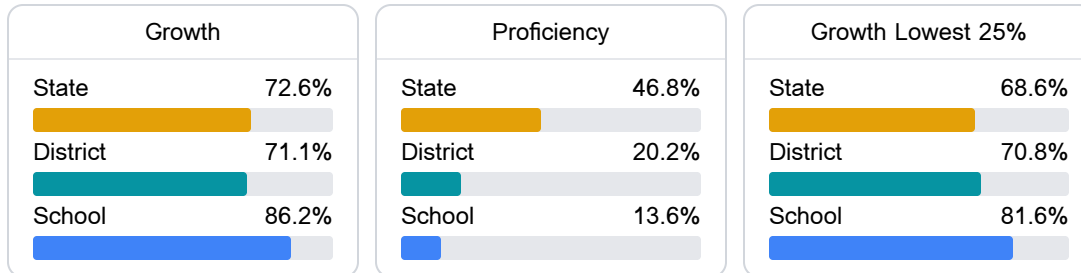 Growth
State 72.6%
District 71.1%
School 86.2%
Proficiency
State 46.8%
District 20.2%
School 13.6%
Growth Lowest 25%
State 68.6%
District 70.8%
School 81.6%